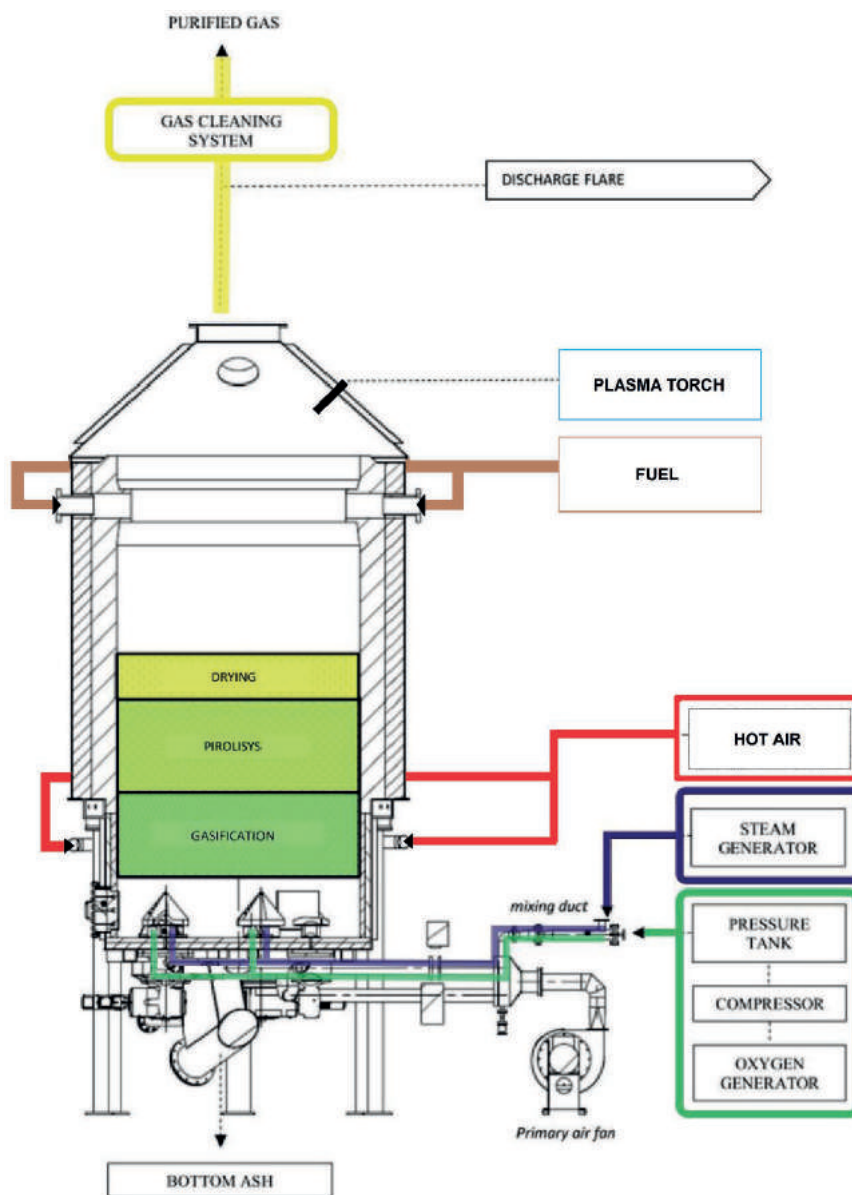 PURIFIED GAS
GAS CLEANING
SYSTEM
DISCHARGE FLARE
PLASMA TORCH
FUEL
DRYING
PIROLISYS
HOT AIR
GASIFICATION
STEAM
GENERATOR
mixing duct
PRESSURE
TANK
COMPRESSOR
OXYGEN
GENERATOR
Primary air fan
BOTTOM ASH